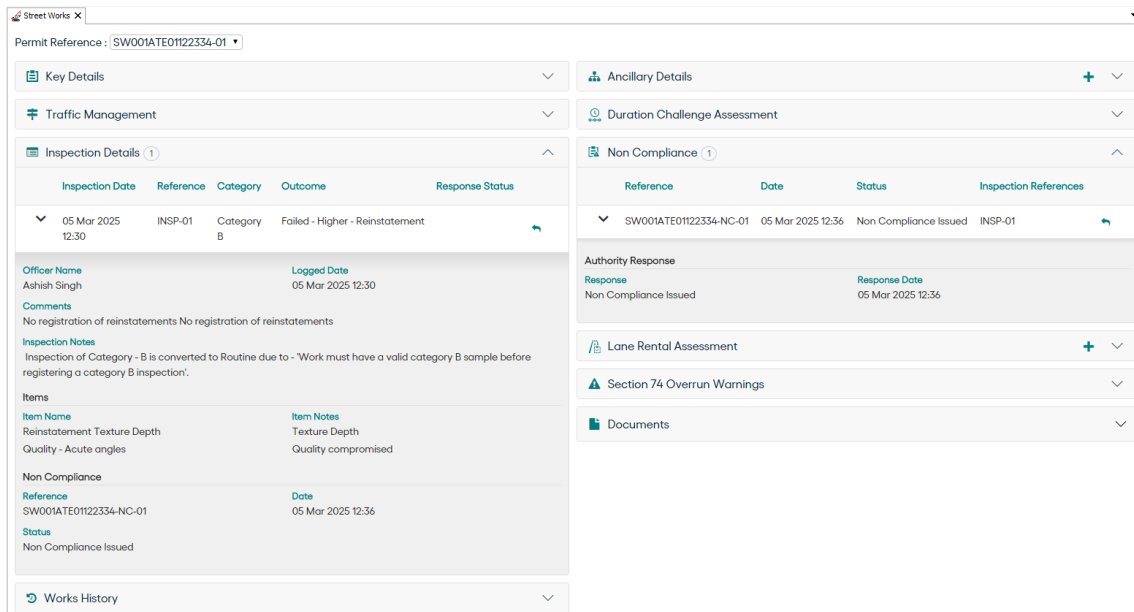 Street Works
Permit Reference : SW001ATE01122334-01
Key Details
Traffic Management
Inspection Details 1
Inspection Date Reference Category Outcome Response Status
05 Mar 2025 INSP-01 Category Failed - Higher - Reinstatement
12:30 B
Officer Name Logged Date
Ashish Singh 05 Mar 2025 12:30
Comments
No registration of reinstatements No registration of reinstatements
Inspection Notes
Inspection of Category - B is converted to Routine due to - 'Work must have a valid category B sample before
registering a category B inspection'.
Items
Item Name Item Notes
Reinstatement Texture Depth Texture Depth
Quality - Acute angles Quality compromised
Non Compliance
Reference Date
SW001ATE01122334-NC-01 05 Mar 2025 12:36
Status
Non Compliance Issued
Works History
Ancillary Details
Duration Challenge Assessment
Non Compliance 1
Reference Date Status Inspection References
SW001ATE01122334-NC-01 05 Mar 2025 12:36 Non Compliance Issued INSP-01
Authority Response
Response Response Date
Non Compliance Issued 05 Mar 2025 12:36
Lane Rental Assessment
Section 74 Overrun Warnings
Documents